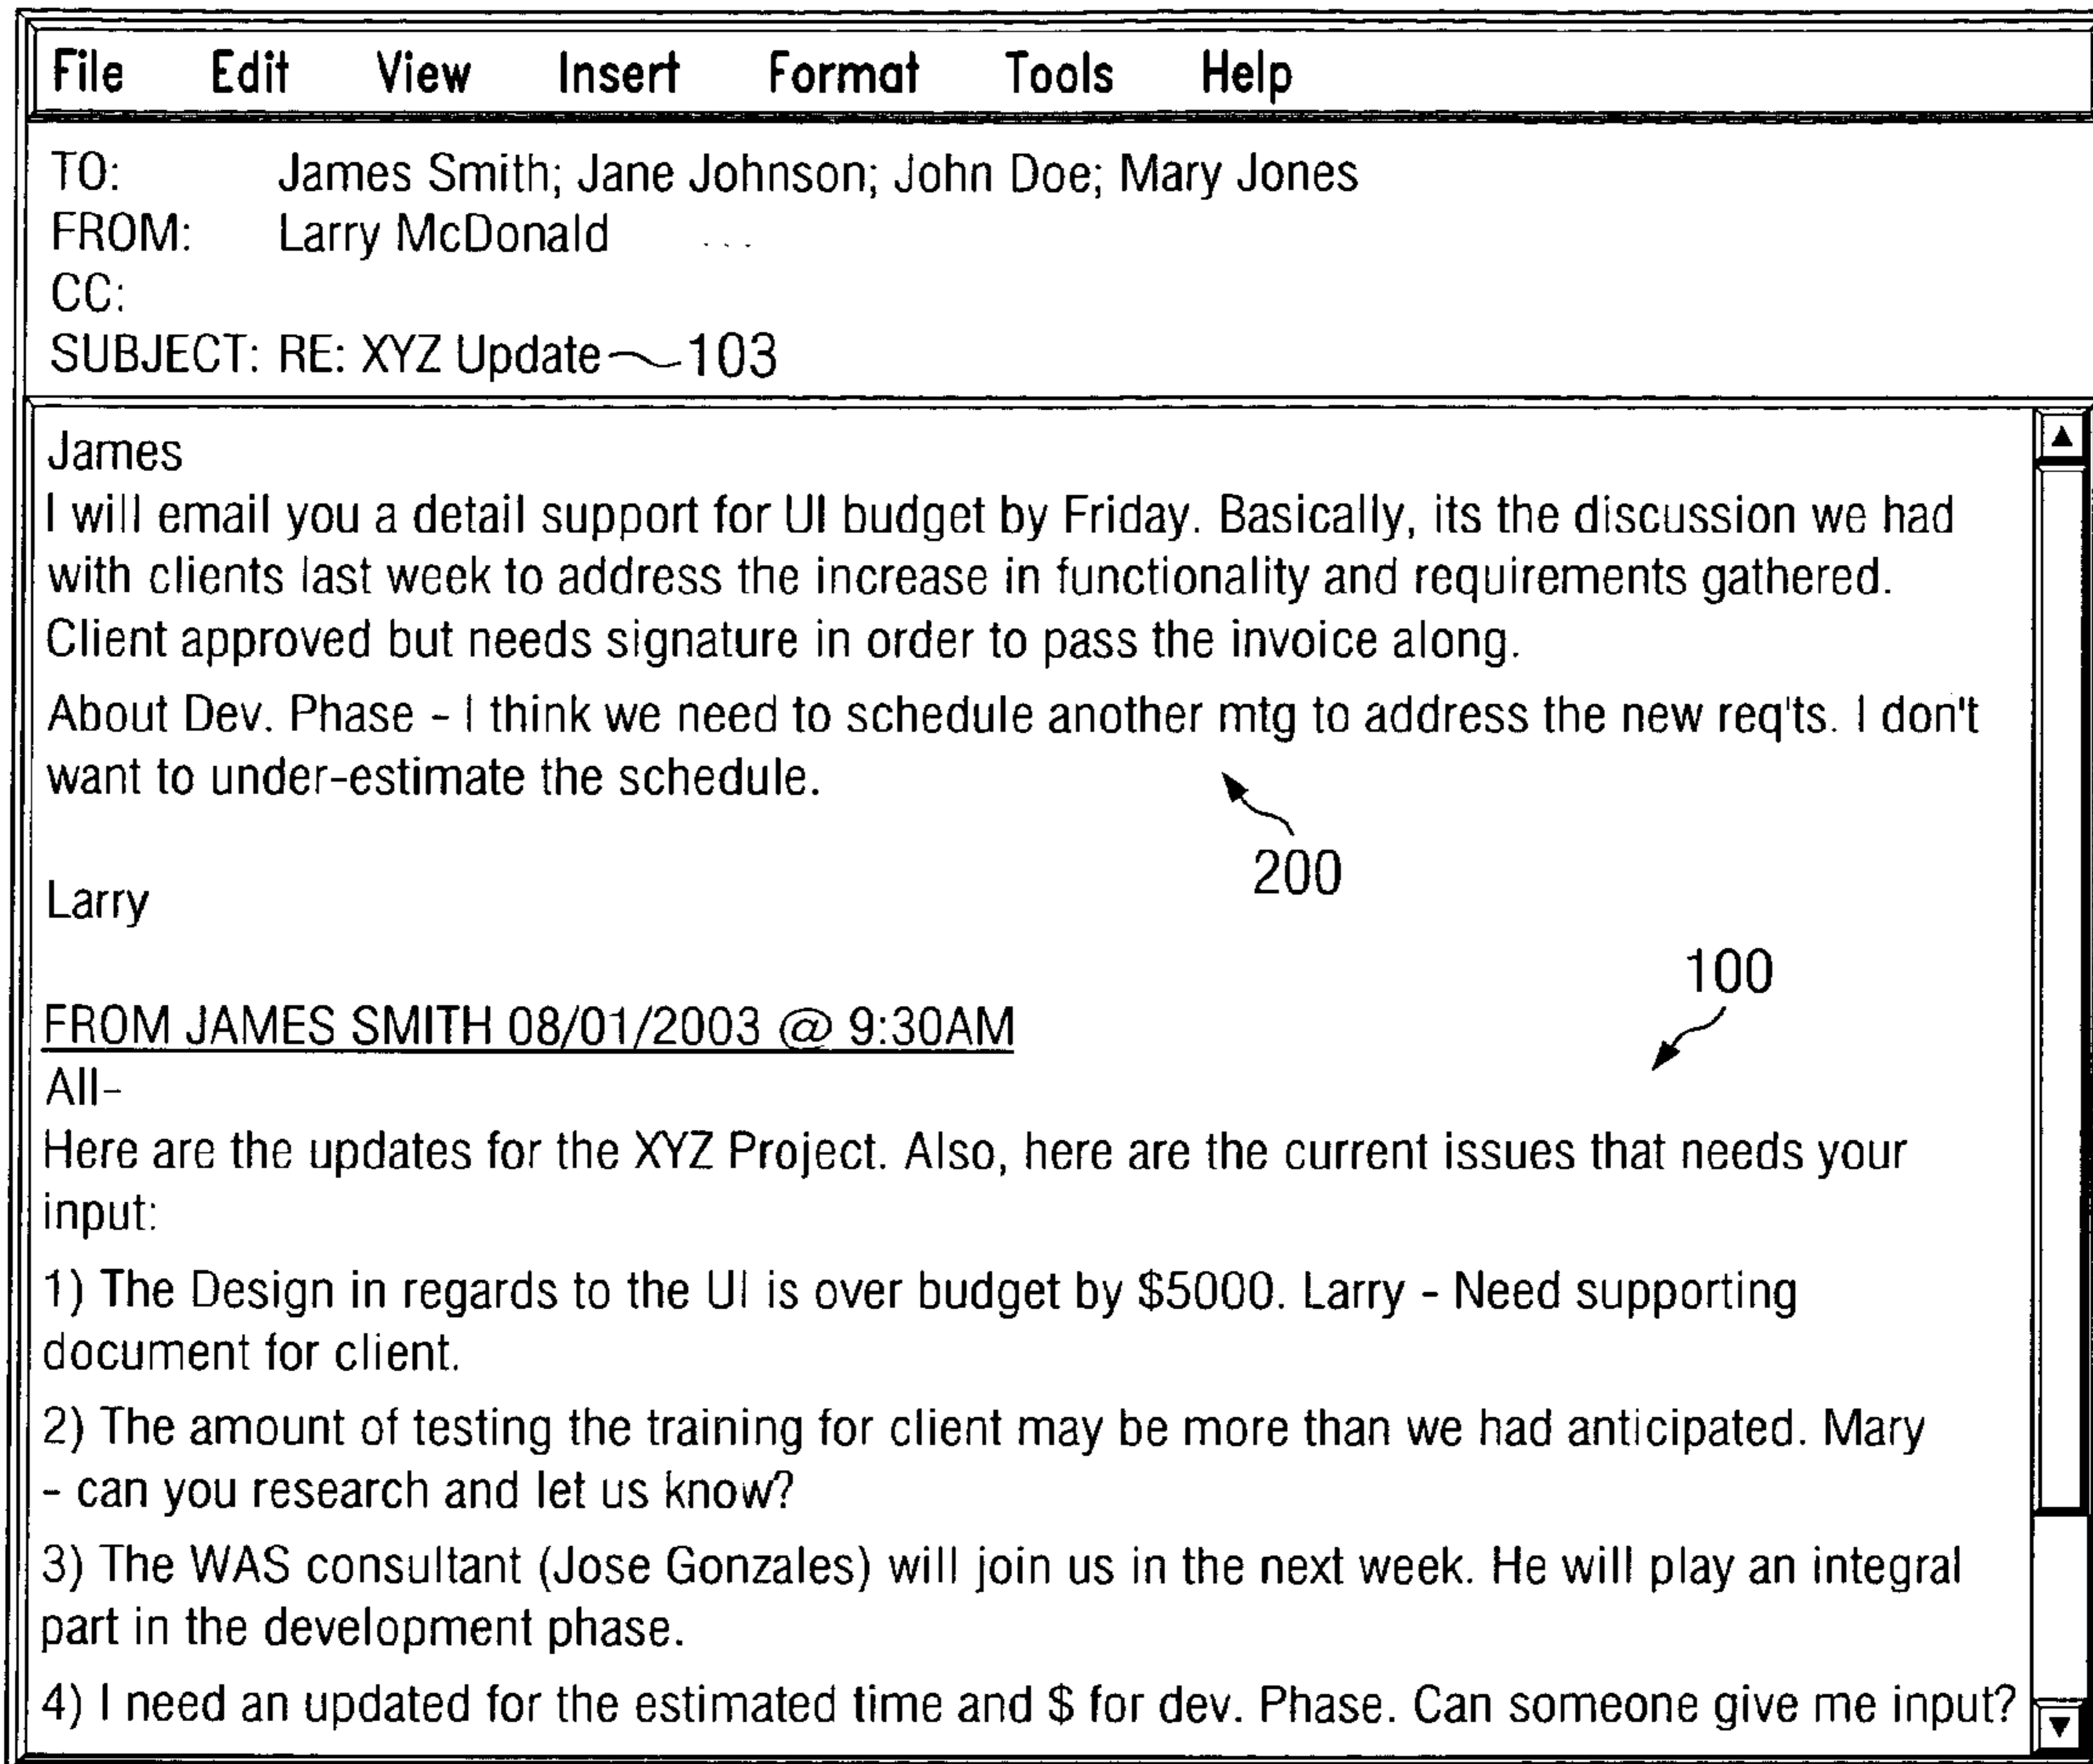 File Edit View Insert Format Tools Help
TO: James Smith; Jane Johnson; John Doe; Mary Jones
FROM: Larry McDonald
CC:
SUBJECT: RE: XYZ Update 103
James
I will email you a detail support for UI budget by Friday. Basically, its the discussion we had
with clients last week to address the increase in functionality and requirements gathered.
Client approved but needs signature in order to pass the invoice along.
About Dev. Phase - I think we need to schedule another mtg to address the new req'ts. I don't
want to under-estimate the schedule.
200
Larry
100
FROM JAMES SMITH 08/01/2003 @ 9:30AM
All-
Here are the updates for the XYZ Project. Also, here are the current issues that needs your
input:
1) The Design in regards to the UI is over budget by $5000. Larry - Need supporting
document for client.
2) The amount of testing the training for client may be more than we had anticipated. Mary
- can you research and let us know?
3) The WAS consultant (Jose Gonzales) will join us in the next week. He will play an integral
part in the development phase.
4) I need an updated for the estimated time and $ for dev. Phase. Can someone give me input?